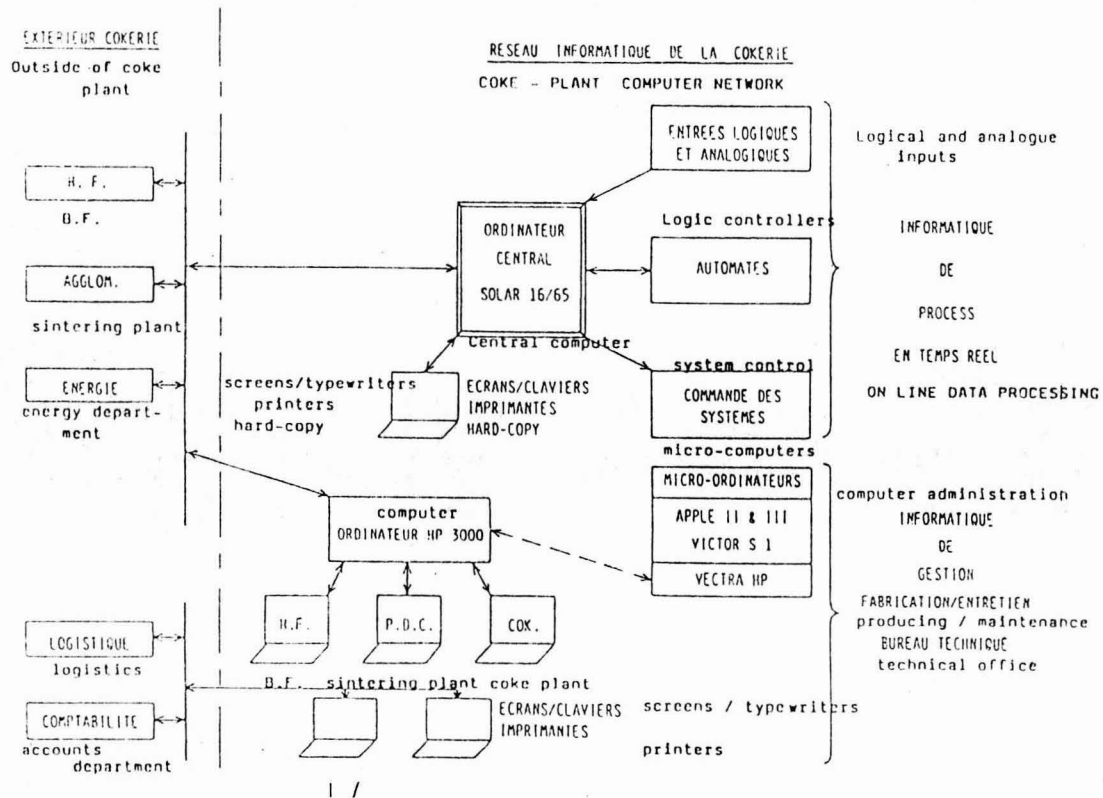 EXTERIEUR COKERIE
Outside of coke
plant
RESEAU INFORMATIQUE DE LA COKERIE
COKE - PLANT COMPUTER NETWORK
ENTREES LOGIQUES
ET ANALOGIQUES
Logical and analogue
inputs
H.F.
B.F.
AGGLOM.
sintering plant
ENERGIE
energy depart-
ment
ORDINATEUR
CENTRAL
SOLAR 16/65
Central computer
Logic controllers
AUTOMATES
system control
COMMANDE DES
SYSTEMES
INFORMATIQUE
DE
PROCESS
EN TEMPS REEL
ON LINE DATA PROCESSING
screens/typewriters
printers
hard-copy
ECRANS/CLAVIERS
IMPRIMANTES
HARD-COPY
micro-computers
MICRO-ORDINATEURS
APPLE II & III
VICTOR S 1
VECTRA HP
computer
ORDINATEUR HP 3000
computer administration
INFORMATIQUE
DE
GESTION
FABRICATION/ENTRETIEN
producing / maintenance
BUREAU TECHNIQUE
technical office
H.F.
P.D.C.
COK.
B.F. sintering plant coke plant
LOGISTIQUE
logistics
COMPTABILITE
accounts
department
ECRANS/CLAVIERS
IMPRIMANTES
screens / typewriters
printers